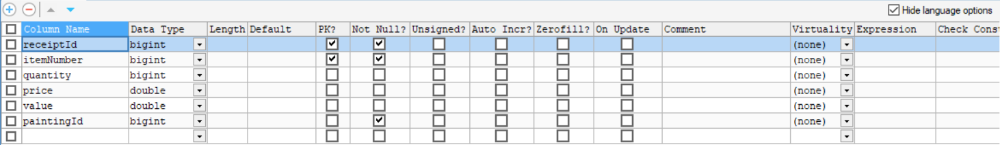 Hide language options
Column Name Data Type Length Default PK? Not Null? Unsigned? Auto Incr? Zerofill? On Update Comment Virtuality Expression Check Cons
receiptId bigint (none)
itemNumber bigint (none)
quantity bigint (none)
price double (none)
value double (none)
paintingId bigint (none)